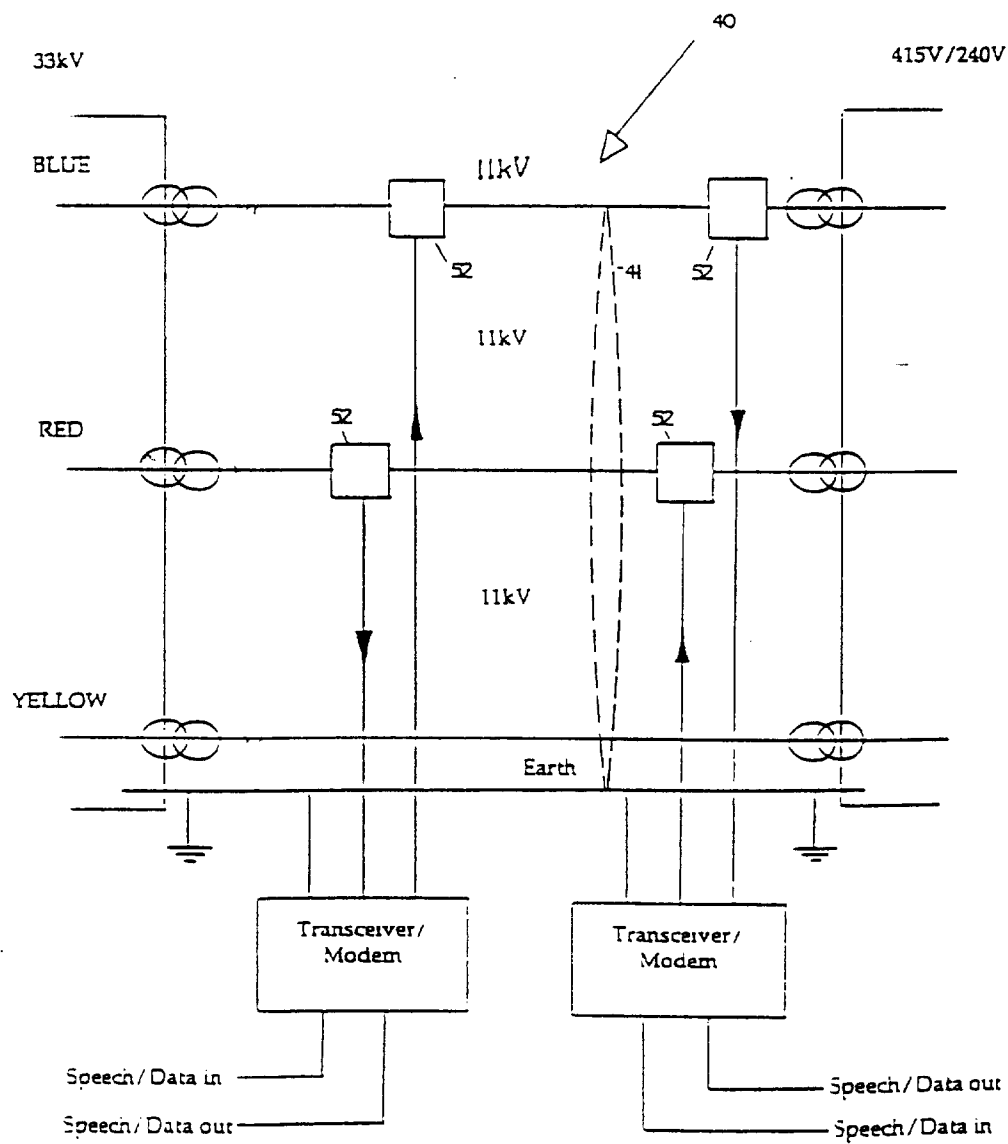 40
33kV
415V/240V
BLUE
11kV
52
41
52
11kV
RED
52
52
11kV
YELLOW
Earth
Transceiver/
Modem
Transceiver/
Modem
Speech/Data in
Speech/Data out
Speech/Data out
Speech/Data in